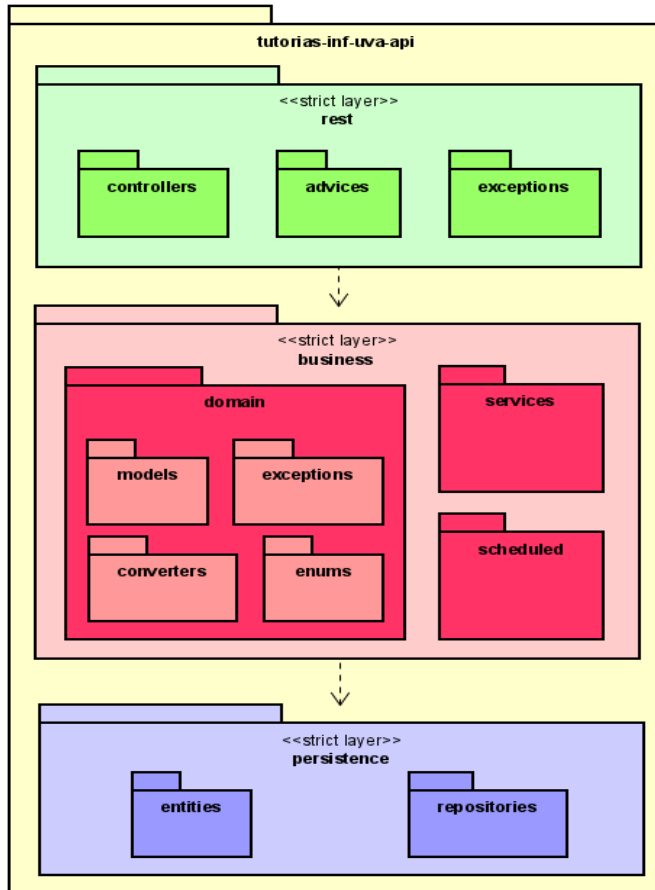 tutorias-inf-uva-api
<<strict layer>>
rest
controllers
advices
exceptions
<<strict layer>>
business
domain
services
models
exceptions
converters
enums
scheduled
<<strict layer>>
persistence
entities
repositories